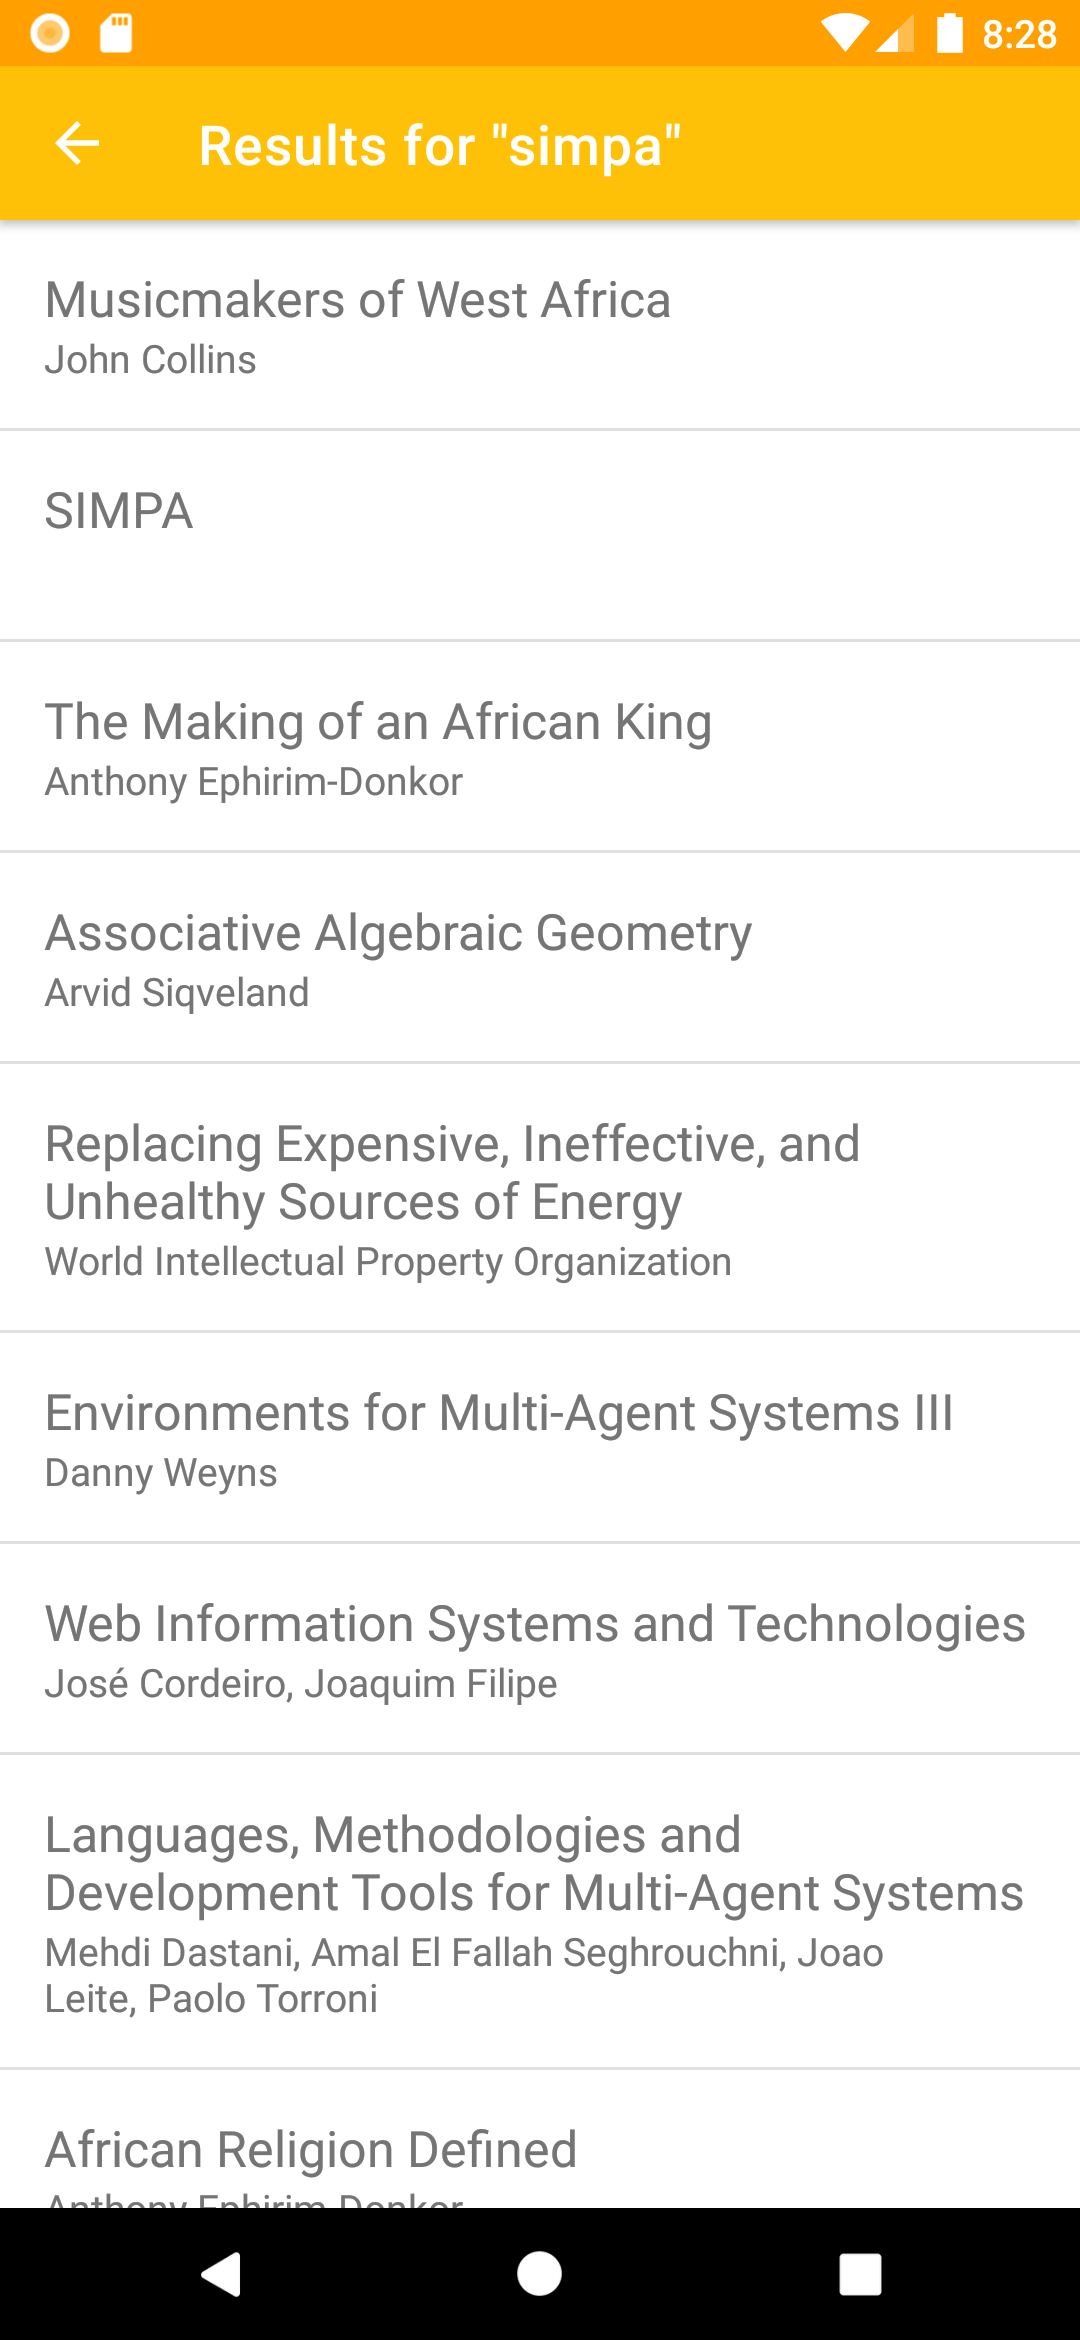 8:28
Results for "simpa"
Musicmakers of West Africa
John Collins
SIMPA
The Making of an African King
Anthony Ephirim-Donkor
Associative Algebraic Geometry
Arvid Siqveland
Replacing Expensive, Ineffective, and
Unhealthy Sources of Energy
World Intellectual Property Organization
Environments for Multi-Agent Systems III
Danny Weyns
Web Information Systems and Technologies
José Cordeiro, Joaquim Filipe
Languages, Methodologies and
Development Tools for Multi-Agent Systems
Mehdi Dastani, Amal El Fallah Seghrouchni, Joao
Leite, Paolo Torroni
African Religion Defined
Anthony Ephirim-Donkor